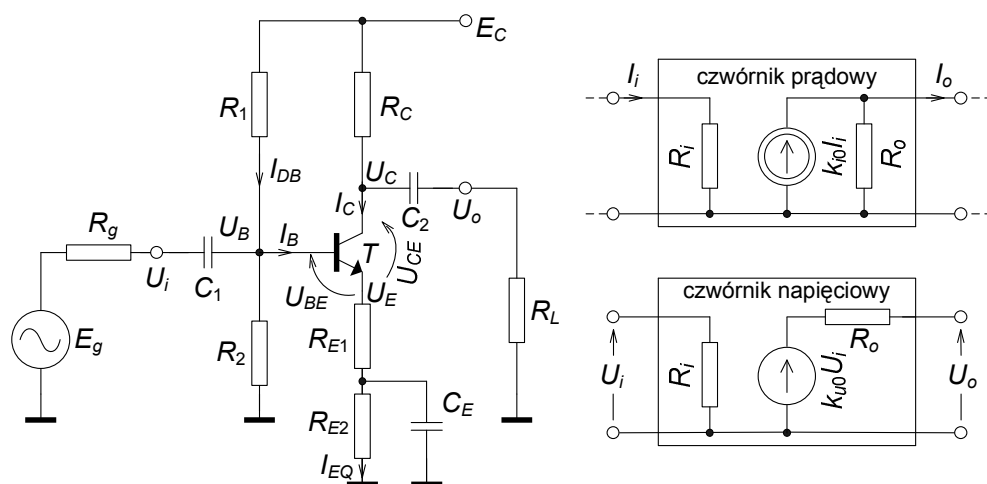 E_C
R_1
R_C
I_DB
U_C
I_C
C_2
U_o
R_g
U_B
I_B
T
U_CE
U_i
C_1
U_BE
U_E
R_L
E_g
R_2
R_E1
R_E2
C_E
I_EQ
czwórnik prądowy
I_i
I_o
R_i
k_i0I_i
R_o
czwórnik napięciowy
R_o
U_i
R_i
k_u0U_i
U_o